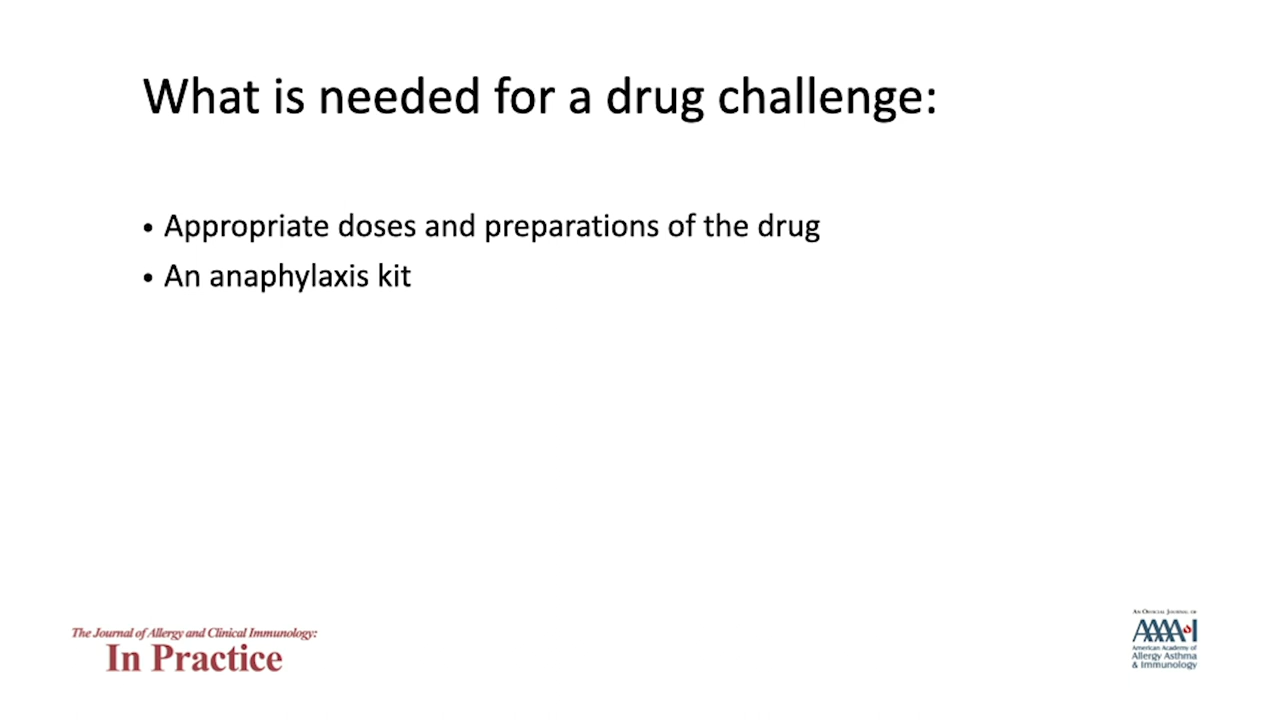 What is needed for a drug challenge:
• Appropriate doses and preparations of the drug
• An anaphylaxis kit
The Journal of Allergy and Clinical Immunology:
In Practice
AN OFFICIAL JOURNAL OF
AAAAI
American Academy of
Allergy Asthma
& Immunology